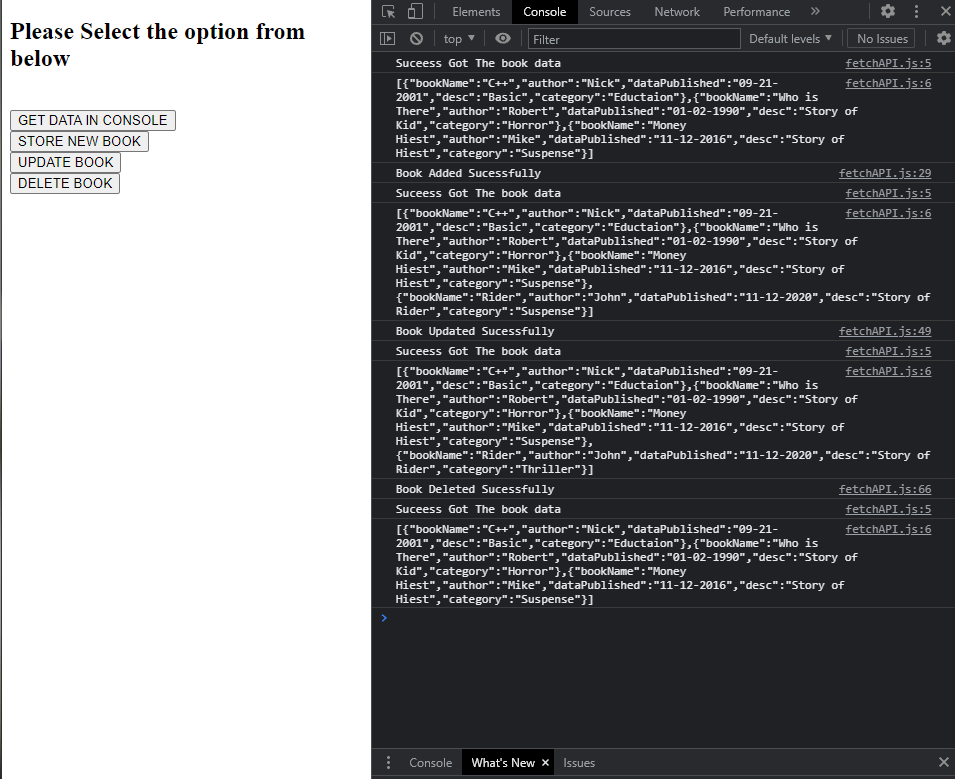 Please Select the option from
below
GET DATA IN CONSOLE
STORE NEW BOOK
UPDATE BOOK
DELETE BOOK
Elements Console Sources Network Performance »
top ▼ Filter Default levels ▼ No Issues
Suceess Got The book data fetchAPI.js:5
[{"bookName":"C++","author":"Nick","dataPublished":"09-21- fetchAPI.js:6
2001","desc":"Basic","category":"Eductaion"},{"bookName":"Who is
There","author":"Robert","dataPublished":"01-02-1990","desc":"Story of
Kid","category":"Horror"},{"bookName":"Money
Hiest","author":"Mike","dataPublished":"11-12-2016","desc":"Story of
Hiest","category":"Suspense"}]
Book Added Sucessfully fetchAPI.js:29
Suceess Got The book data fetchAPI.js:5
[{"bookName":"C++","author":"Nick","dataPublished":"09-21- fetchAPI.js:6
2001","desc":"Basic","category":"Eductaion"},{"bookName":"Who is
There","author":"Robert","dataPublished":"01-02-1990","desc":"Story of
Kid","category":"Horror"},{"bookName":"Money
Hiest","author":"Mike","dataPublished":"11-12-2016","desc":"Story of
Hiest","category":"Suspense"},
{"bookName":"Rider","author":"John","dataPublished":"11-12-2020","desc":"Story of
Rider","category":"Suspense"}]
Book Updated Sucessfully fetchAPI.js:49
Suceess Got The book data fetchAPI.js:5
[{"bookName":"C++","author":"Nick","dataPublished":"09-21- fetchAPI.js:6
2001","desc":"Basic","category":"Eductaion"},{"bookName":"Who is
There","author":"Robert","dataPublished":"01-02-1990","desc":"Story of
Kid","category":"Horror"},{"bookName":"Money
Hiest","author":"Mike","dataPublished":"11-12-2016","desc":"Story of
Hiest","category":"Suspense"},
{"bookName":"Rider","author":"John","dataPublished":"11-12-2020","desc":"Story of
Rider","category":"Thriller"}]
Book Deleted Sucessfully fetchAPI.js:66
Suceess Got The book data fetchAPI.js:5
[{"bookName":"C++","author":"Nick","dataPublished":"09-21- fetchAPI.js:6
2001","desc":"Basic","category":"Eductaion"},{"bookName":"Who is
There","author":"Robert","dataPublished":"01-02-1990","desc":"Story of
Kid","category":"Horror"},{"bookName":"Money
Hiest","author":"Mike","dataPublished":"11-12-2016","desc":"Story of
Hiest","category":"Suspense"}]
Console What's New × Issues